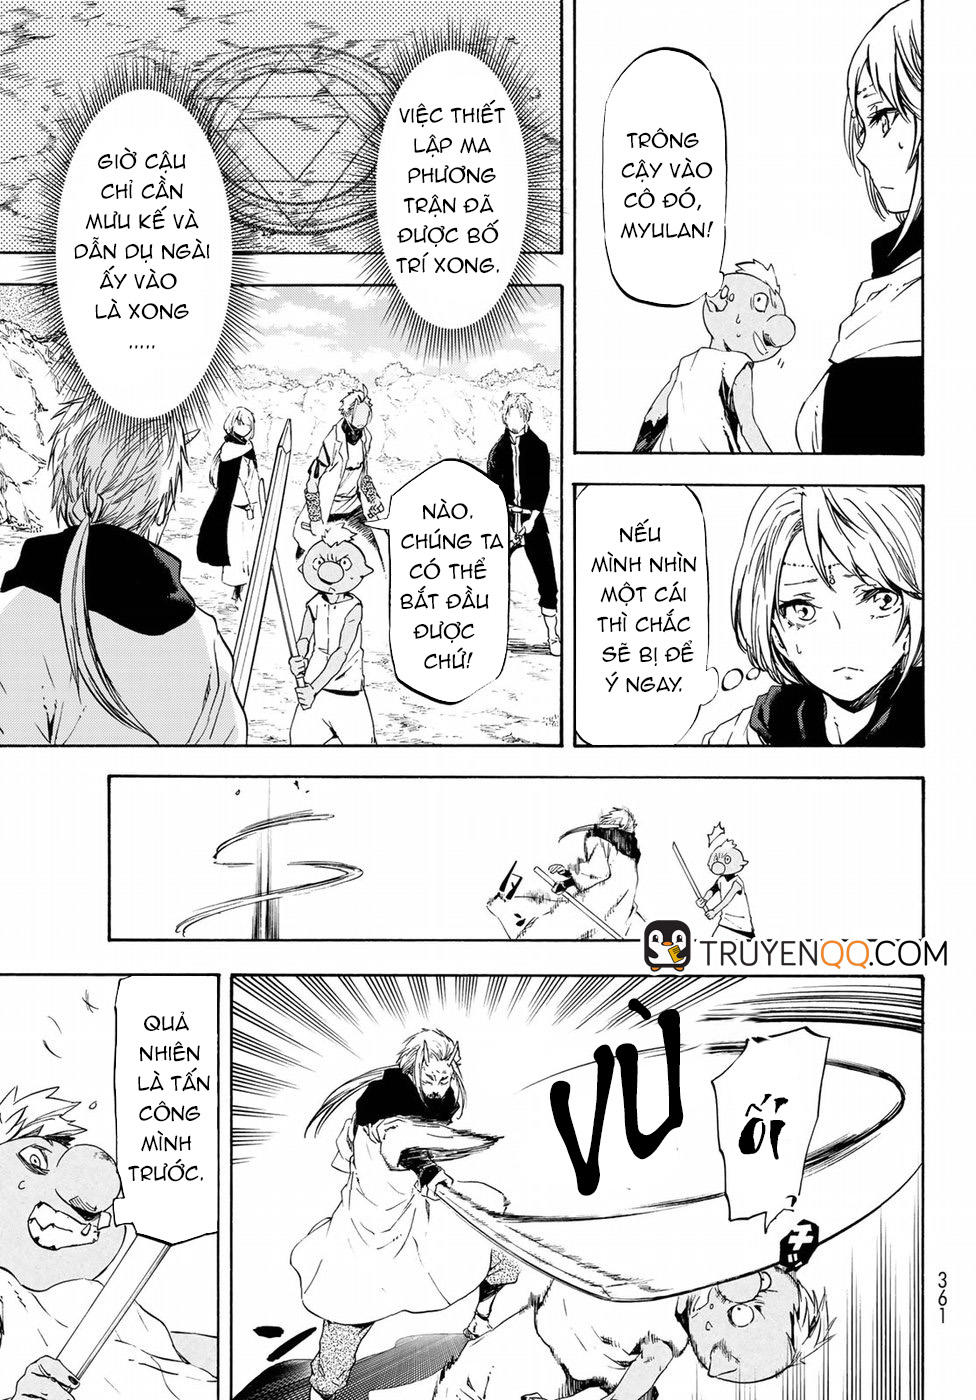 TRÔNG
CẬY VÀO
CÔ ĐÓ,
MYULAN!
VIỆC THIẾT
LẬP MA
PHƯƠNG
TRẬN ĐÃ
ĐƯỢC BỐ
TRÍ XONG.
GIỜ CẬU
CHỈ CẦN
MƯU KẾ VÀ
DẪN DỤ NGÀI
ẤY VÀO
LÀ XONG
.....
NẾU
MÌNH NHÌN
MỘT CÁI
THÌ CHẮC
SẼ BỊ ĐỂ
Ý NGAY.
NÀO.
CHÚNG TA
CÓ THỂ
BẮT ĐẦU
ĐƯỢC
CHỨ!
TRUYENQQ.COM
VÙ
ỐI
QUẢ
NHIÊN
LÀ TẤN
CÔNG
MÌNH
TRƯỚC.
361